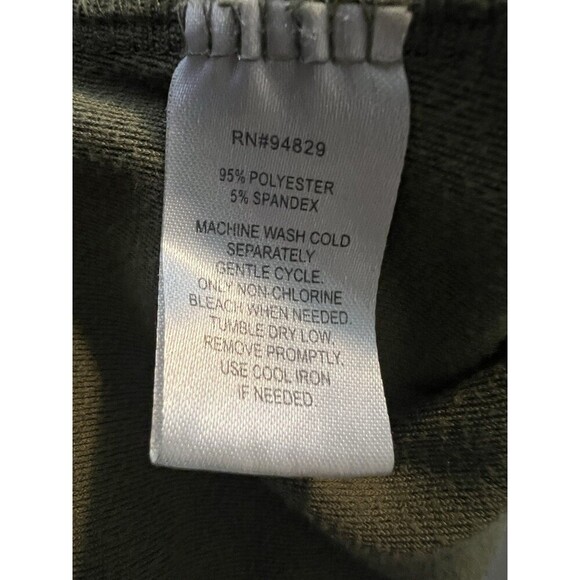 RN#94829
95% POLYESTER
5% SPANDEX
MACHINE WASH COLD
SEPARATELY
GENTLE CYCLE.
ONLY NON-CHLORINE
BLEACH WHEN NEEDED.
TUMBLE DRY LOW.
REMOVE PROMPTLY.
USE COOL IRON
IF NEEDED